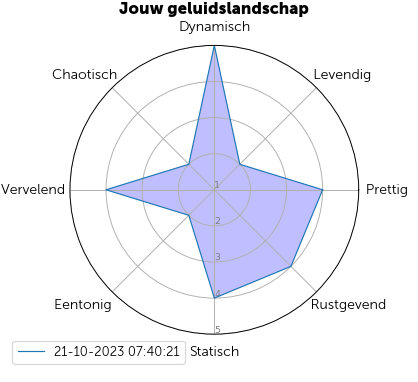 Jouw geluidslandschap
Dynamisch
Chaotisch
Levendig
Vervelend
Prettig
1
2
3
4
5
Eentonig
Rustgevend
21-10-2023 07:40:21
Statisch